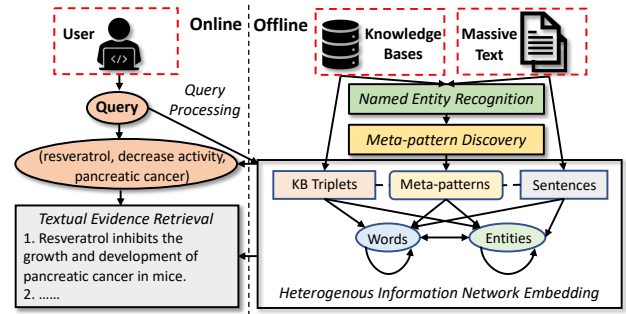 User
Online
Offline
Knowledge
Bases
Massive
Text
</>
Query
Query
Processing
Named Entity Recognition
Meta-pattern Discovery
(resveratrol, decrease activity,
pancreatic cancer)
KB Triplets
Meta-patterns
Sentences
Textual Evidence Retrieval
1. Resveratrol inhibits the
growth and development of
pancreatic cancer in mice.
2. ......
Words
Entities
Heterogenous Information Network Embedding